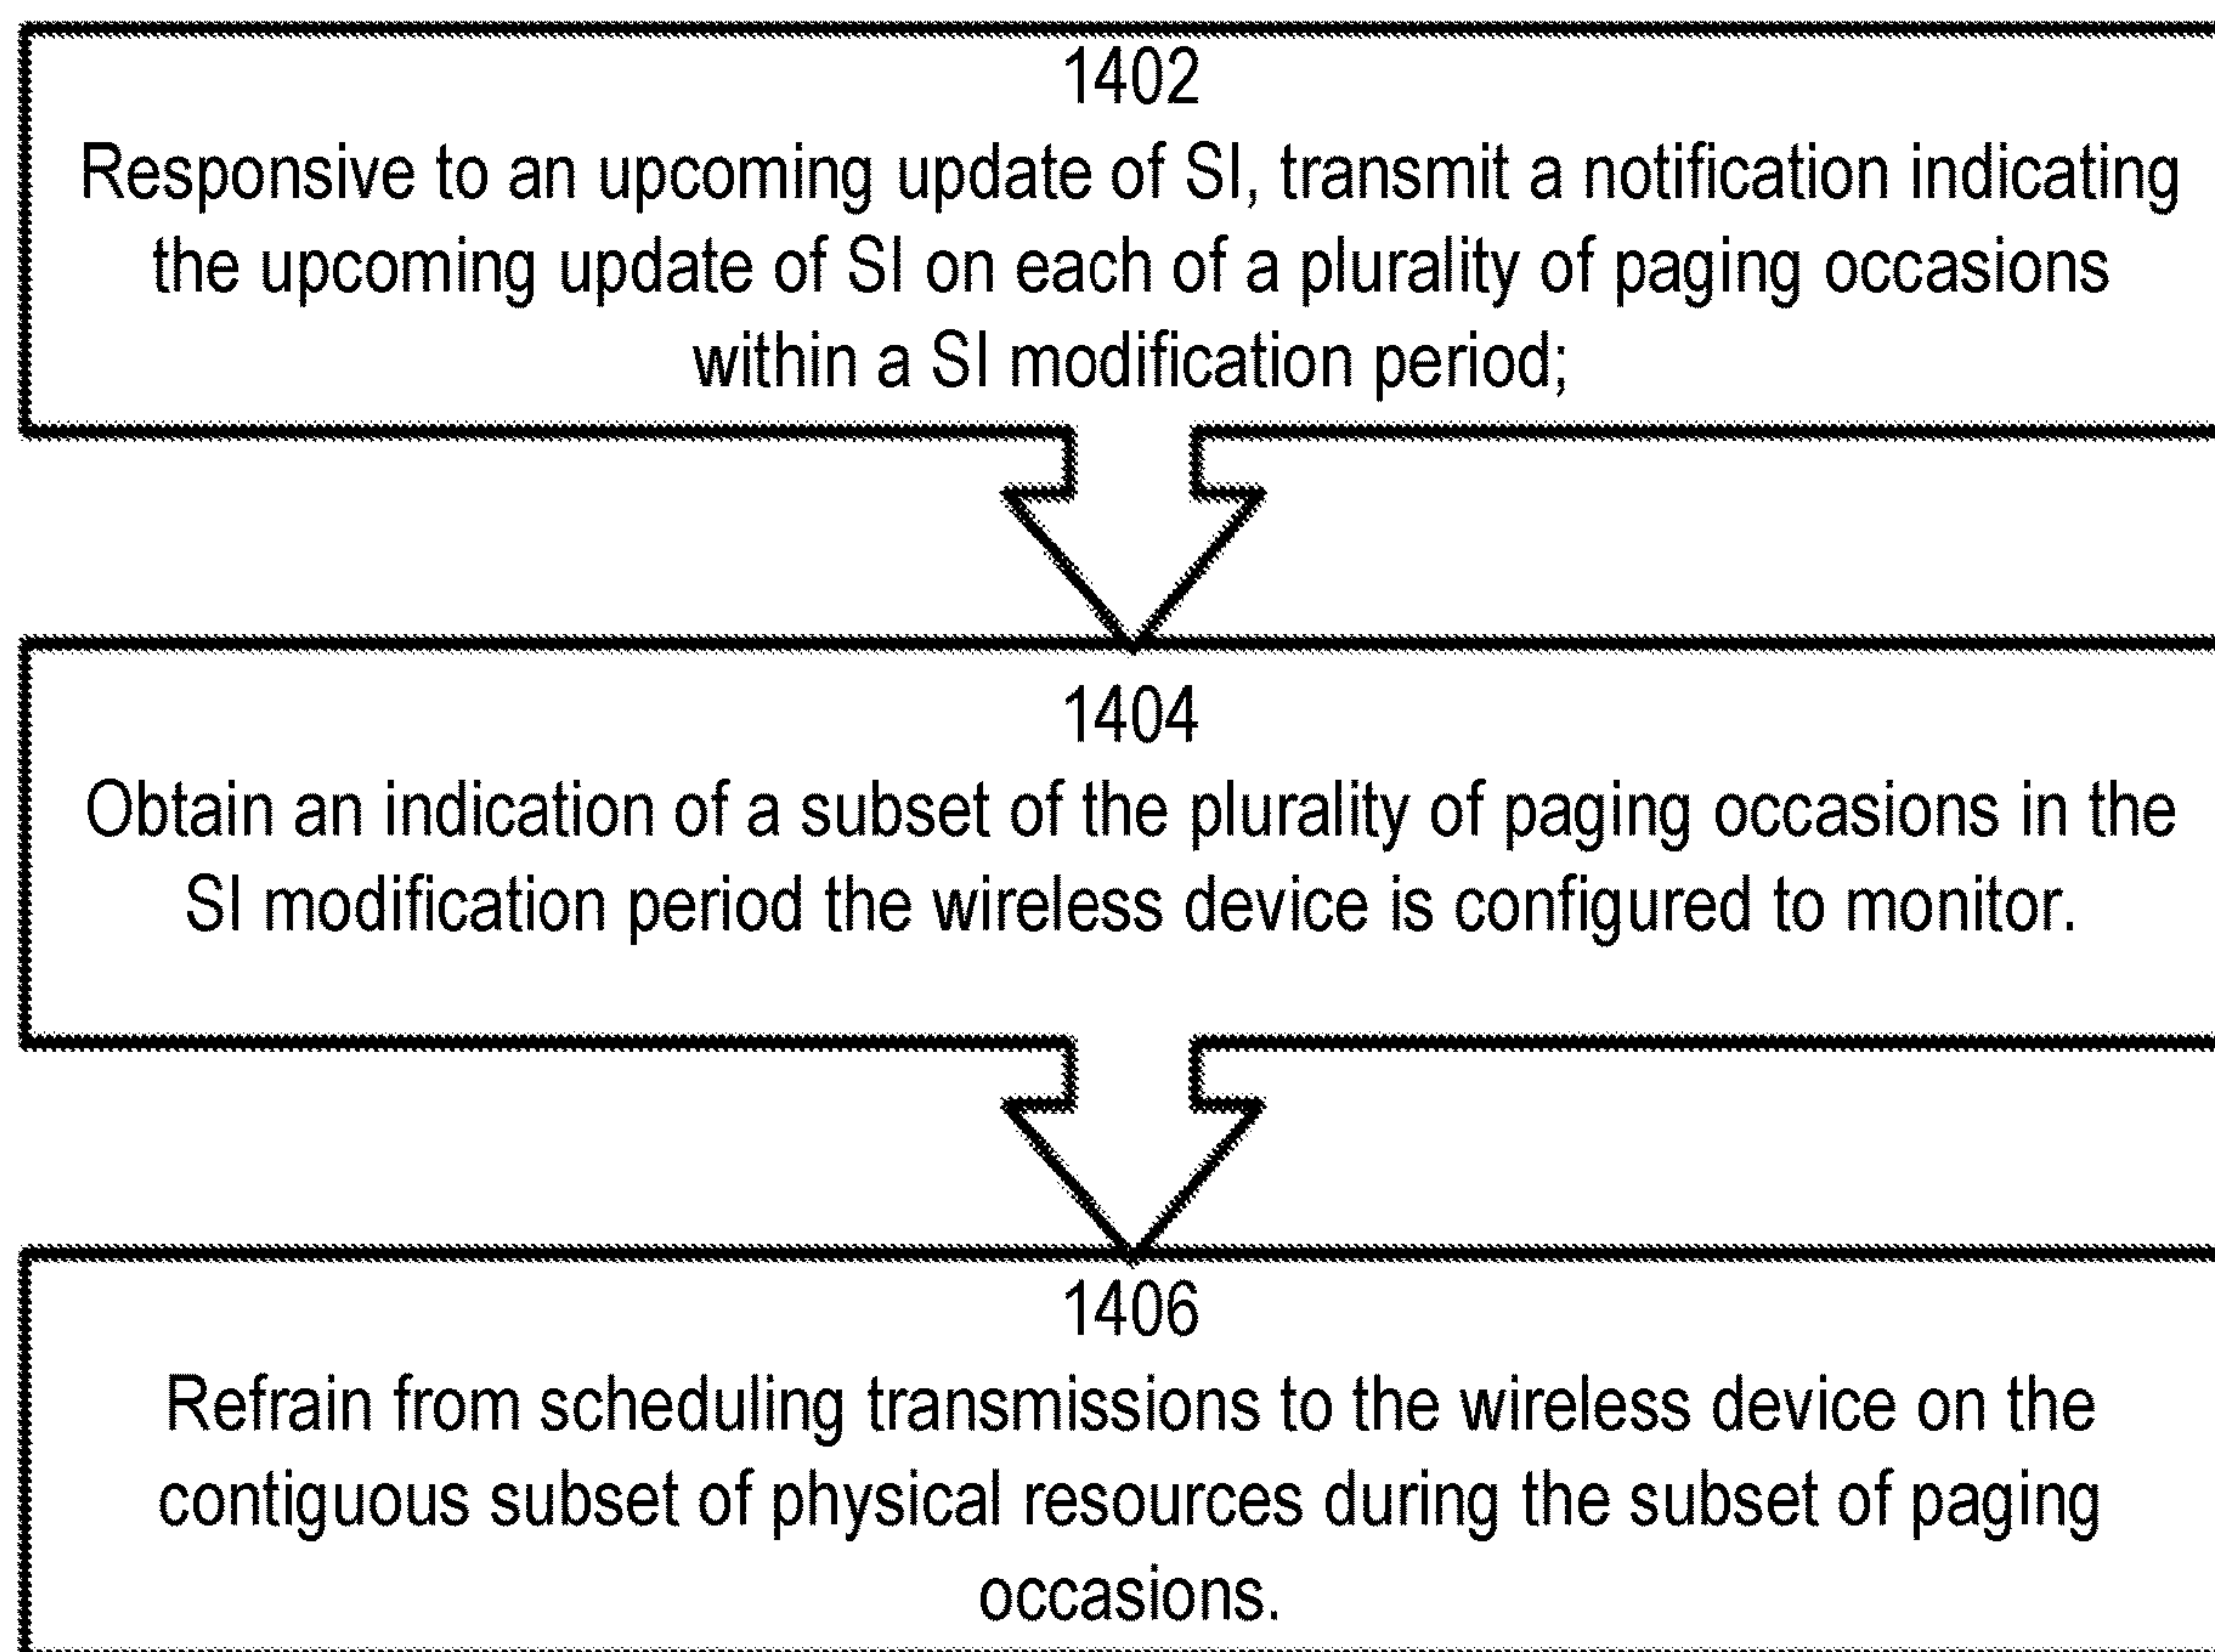 1402
Responsive to an upcoming update of SI, transmit a notification indicating
the upcoming update of SI on each of a plurality of paging occasions
within a SI modification period;
1404
Obtain an indication of a subset of the plurality of paging occasions in the
SI modification period the wireless device is configured to monitor.
1406
Refrain from scheduling transmissions to the wireless device on the
contiguous subset of physical resources during the subset of paging
occasions.